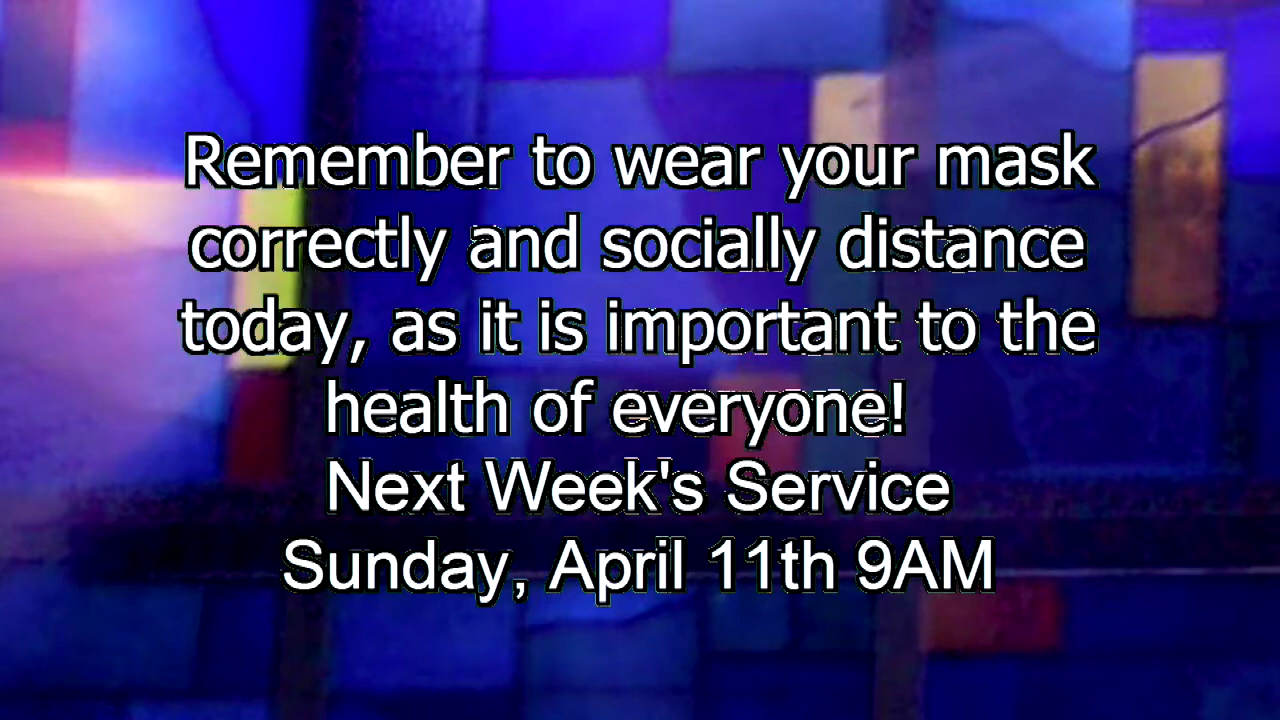 Remember to wear your mask
correctly and socially distance
today, as it is important to the
health of everyone!
Next Week's Service
Sunday, April 11th 9AM